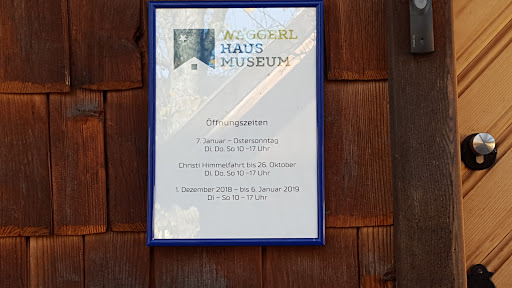 WAGGERL
HAUS
MUSEUM
Öffnungszeiten
7. Januar – Ostersonntag
Di, Do, So 10 –17 Uhr
Christi Himmelfahrt bis 26. Oktober
Di, Do, So 10 –17 Uhr
1. Dezember 2018 – bis 6. Januar 2019
Di – So 10 – 17 Uhr